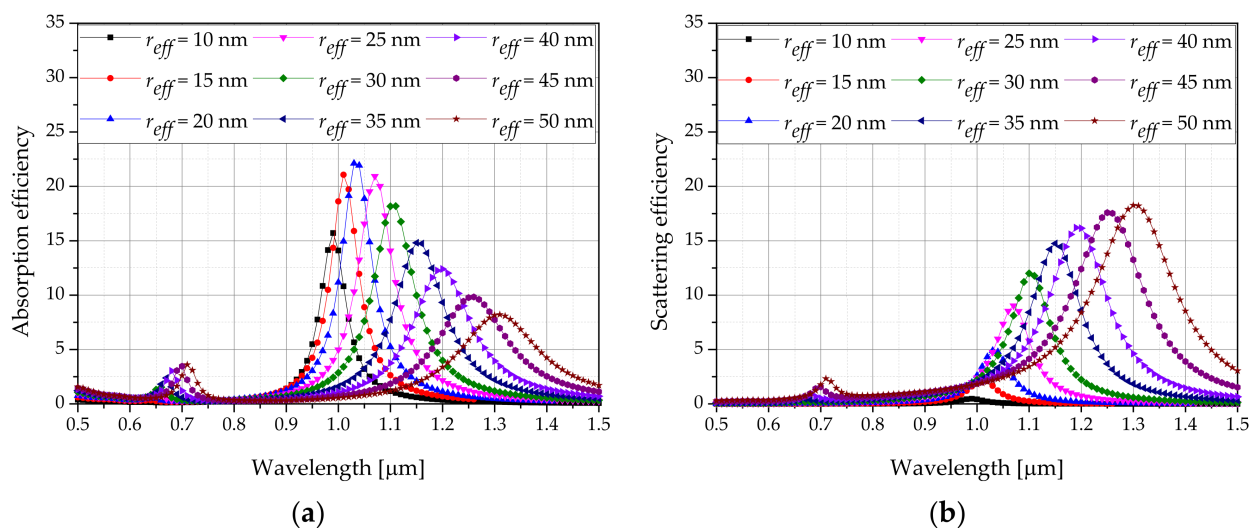 35
30
25
20
15
10
5
0
Absorption efficiency
r_eff = 10 nm r_eff = 25 nm r_eff = 40 nm
r_eff = 15 nm r_eff = 30 nm r_eff = 45 nm
r_eff = 20 nm r_eff = 35 nm r_eff = 50 nm
0.5 0.6 0.7 0.8 0.9 1.0 1.1 1.2 1.3 1.4 1.5
Wavelength [μm]
(a)
35
30
25
20
15
10
5
0
Scattering efficiency
r_eff = 10 nm r_eff = 25 nm r_eff = 40 nm
r_eff = 15 nm r_eff = 30 nm r_eff = 45 nm
r_eff = 20 nm r_eff = 35 nm r_eff = 50 nm
0.5 0.6 0.7 0.8 0.9 1.0 1.1 1.2 1.3 1.4 1.5
Wavelength [μm]
(b)